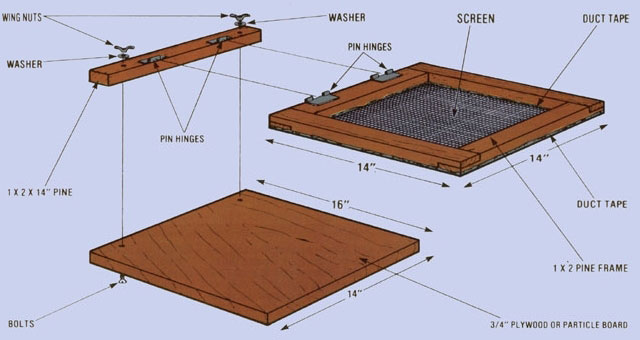 WING NUTS
WASHER
SCREEN
DUCT TAPE
WASHER
PIN HINGES
PIN HINGES
14"
14"
1 X 2 X 14" PINE
16"
DUCT TAPE
1 X 2 PINE FRAME
14"
BOLTS
3/4" PLYWOOD OR PARTICLE BOARD